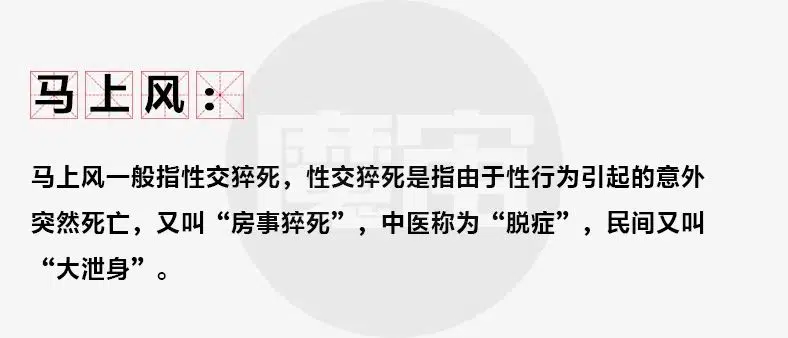 马上风：
马上风一般指性交猝死，性交猝死是指由于性行为引起的意外
突然死亡，又叫“房事猝死”，中医称为“脱症”，民间又叫
“大泄身”。